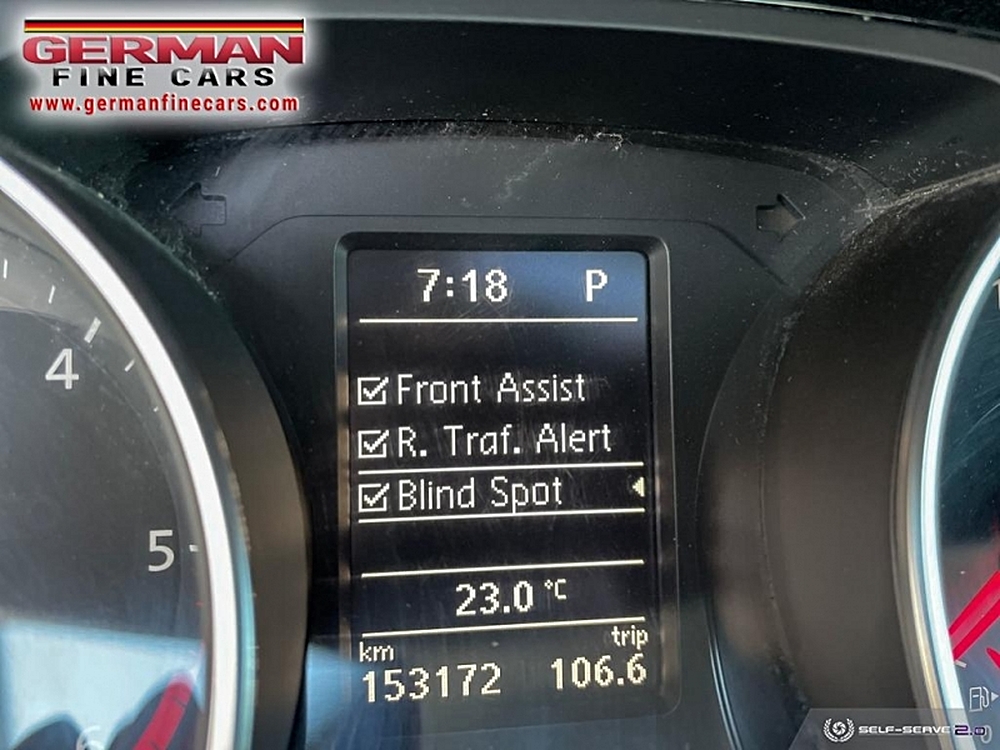 GERMAN
FINE CARS
www.germanfinecars.com
7:18 P
Front Assist
R. Traf. Alert
Blind Spot
23.0 °C
km trip
153172 106.6
4
5
6
SELF-SERVE 2.0